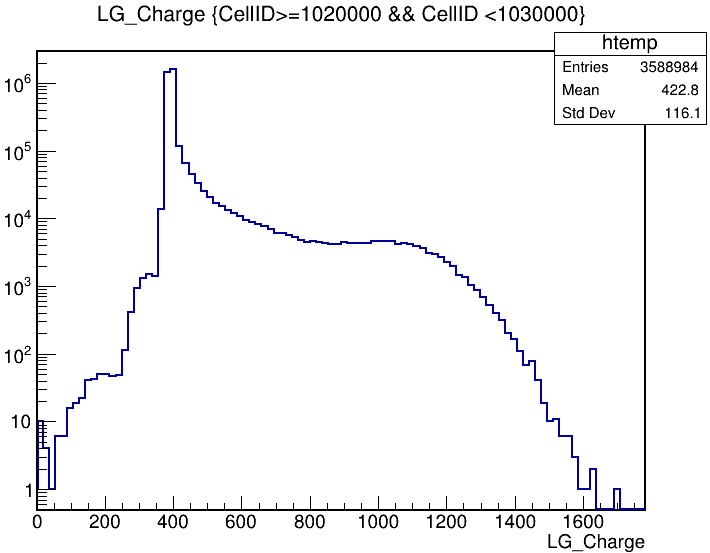 LG_Charge {CellID>=1020000 && CellID <1030000}
htemp
Entries 3588984
Mean 422.8
Std Dev 116.1
10^6
10^5
10^4
10^3
10^2
10
1
0 200 400 600 800 1000 1200 1400 1600
LG_Charge